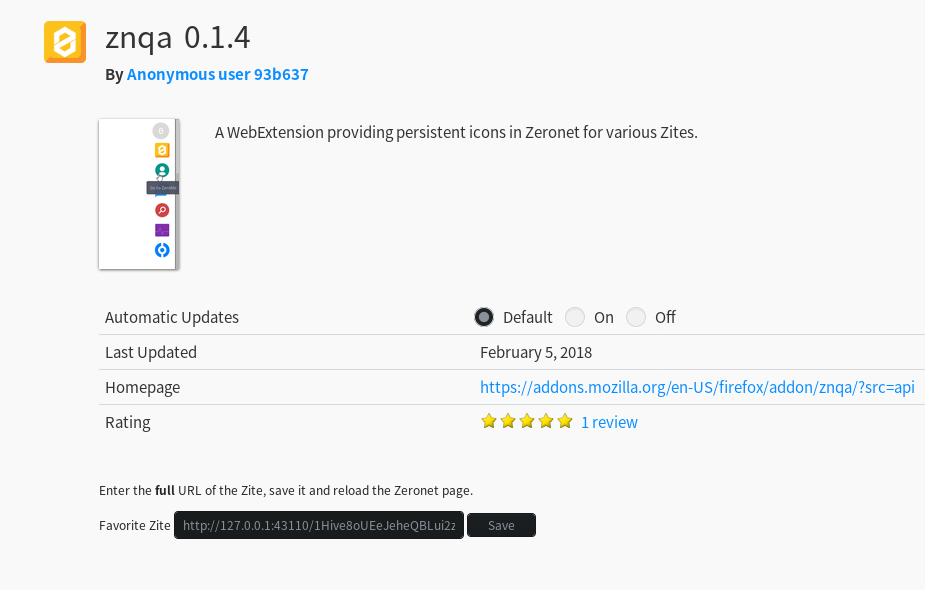 znqa 0.1.4
By Anonymous user 93b637
A WebExtension providing persistent icons in Zeronet for various Zites.
Automatic Updates Default On Off
Last Updated February 5, 2018
Homepage https://addons.mozilla.org/en-US/firefox/addon/znqa/?src=api
Rating 1 review
Enter the full URL of the Zite, save it and reload the Zeronet page.
Favorite Zite http://127.0.0.1:43110/1Hive8oUEeJeheQBLui2z Save